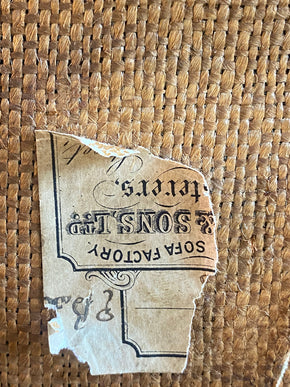 SOFA FACTORY.
& SONS, LTD
terers,